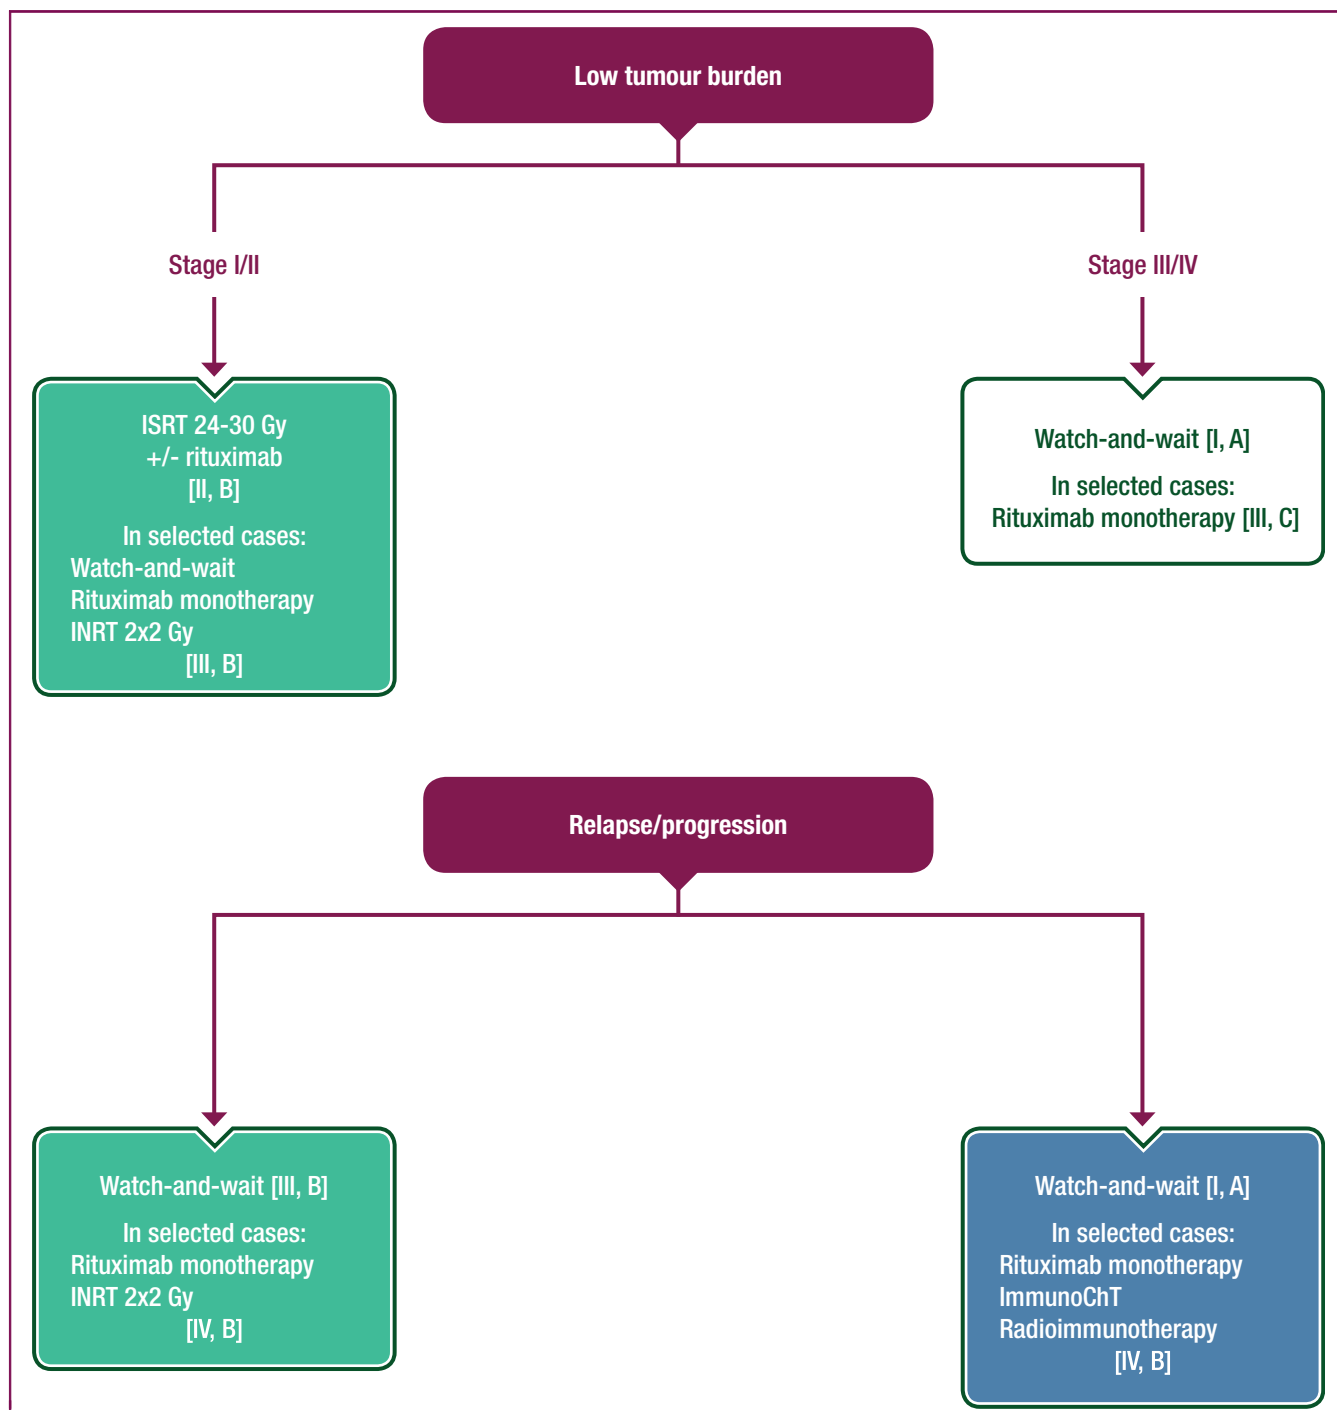 Low tumour burden
Stage I/II
Stage III/IV
ISRT 24-30 Gy
+/- rituximab
[II, B]
In selected cases:
Watch-and-wait
Rituximab monotherapy
INRT 2x2 Gy
[III, B]
Watch-and-wait [I, A]
In selected cases:
Rituximab monotherapy [III, C]
Relapse/progression
Watch-and-wait [III, B]
In selected cases:
Rituximab monotherapy
INRT 2x2 Gy
[IV, B]
Watch-and-wait [I, A]
In selected cases:
Rituximab monotherapy
ImmunoChT
Radioimmunotherapy
[IV, B]